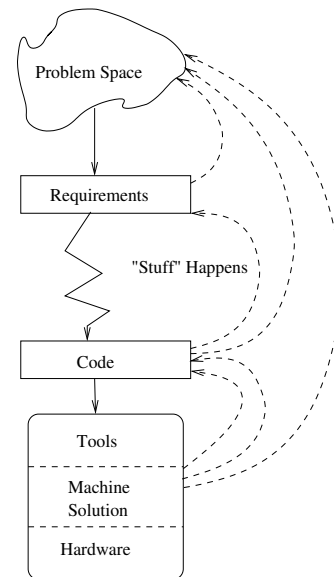 Problem Space
Requirements
"Stuff" Happens
Code
Tools
Machine
Solution
Hardware